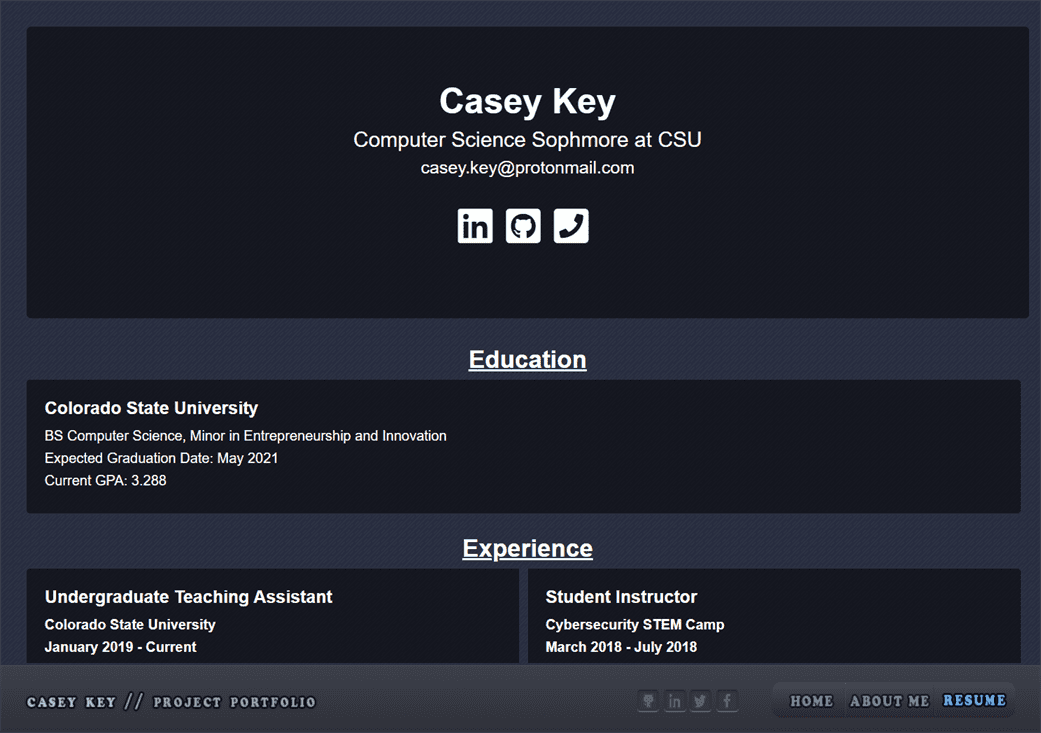 Casey Key
Computer Science Sophmore at CSU
casey.key@protonmail.com
in
Education
Colorado State University
BS Computer Science, Minor in Entrepreneurship and Innovation
Expected Graduation Date: May 2021
Current GPA: 3.288
Experience
Undergraduate Teaching Assistant
Colorado State University
January 2019 - Current
Student Instructor
Cybersecurity STEM Camp
March 2018 - July 2018
CASEY KEY // PROJECT PORTFOLIO
in f
HOME ABOUT ME RESUME